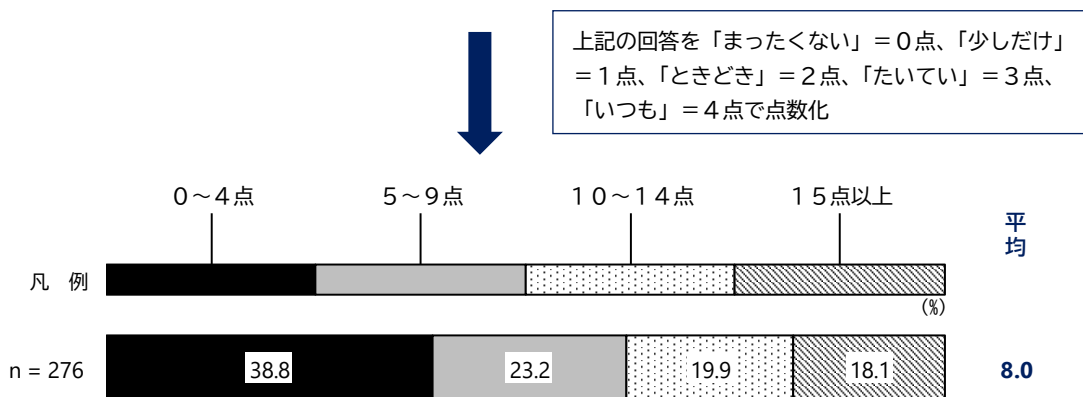 上記の回答を「まったくない」＝０点、「少しだけ」
＝１点、「ときどき」＝２点、「たいてい」＝３点、
「いつも」＝４点で点数化
０～４点
５～９点
１０～１４点
１５点以上
平均
凡 例
(%)
n = 276
38.8
23.2
19.9
18.1
8.0